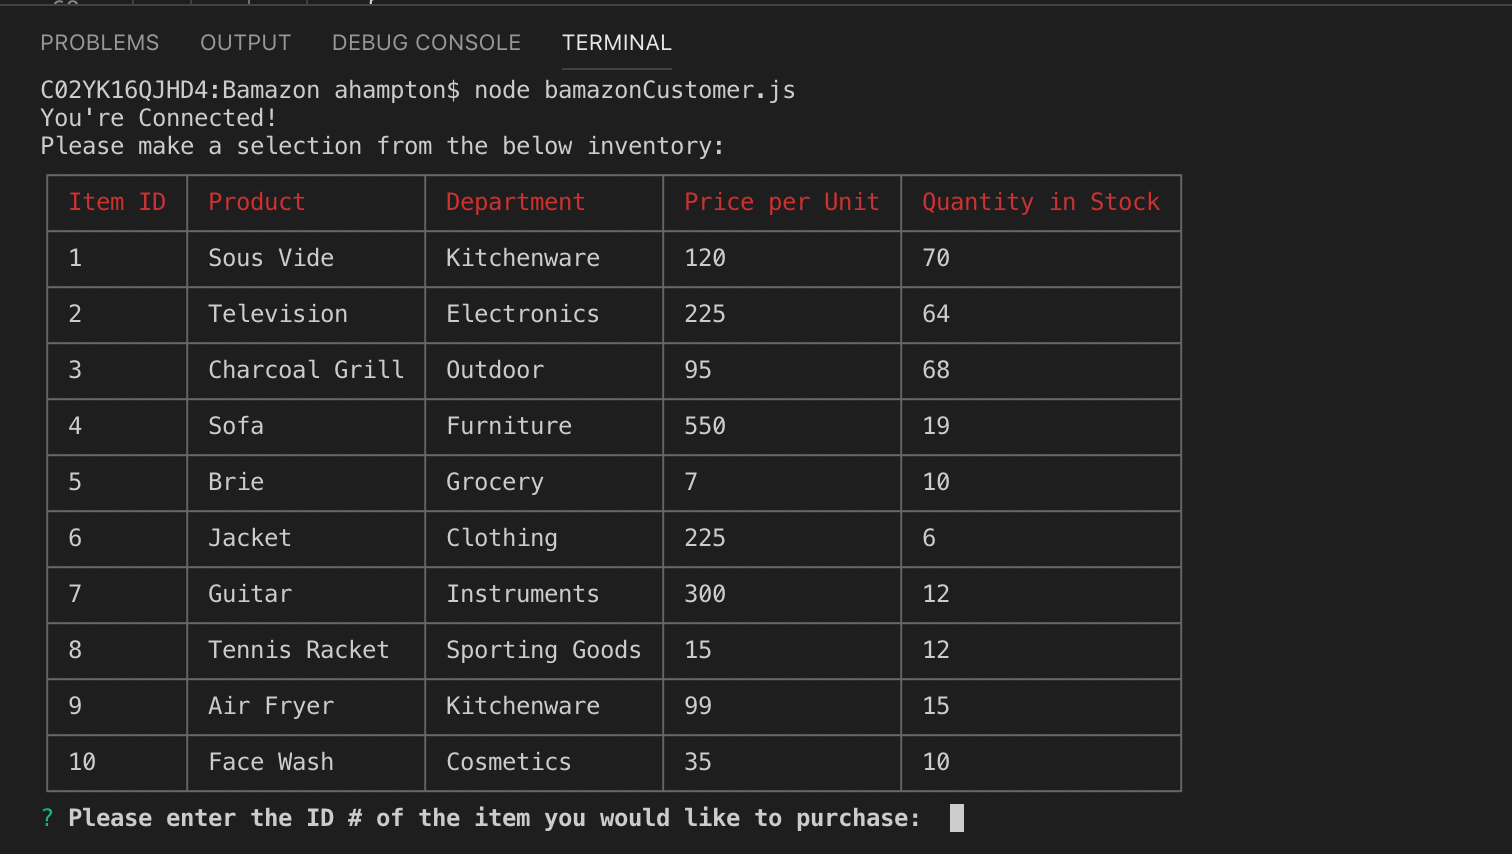 PROBLEMS OUTPUT DEBUG CONSOLE TERMINAL
C02YK16QJHD4:Bamazon ahampton$ node bamazonCustomer.js
You're Connected!
Please make a selection from the below inventory:
Item ID Product Department Price per Unit Quantity in Stock
1 Sous Vide Kitchenware 120 70
2 Television Electronics 225 64
3 Charcoal Grill Outdoor 95 68
4 Sofa Furniture 550 19
5 Brie Grocery 7 10
6 Jacket Clothing 225 6
7 Guitar Instruments 300 12
8 Tennis Racket Sporting Goods 15 12
9 Air Fryer Kitchenware 99 15
10 Face Wash Cosmetics 35 10
? Please enter the ID # of the item you would like to purchase: